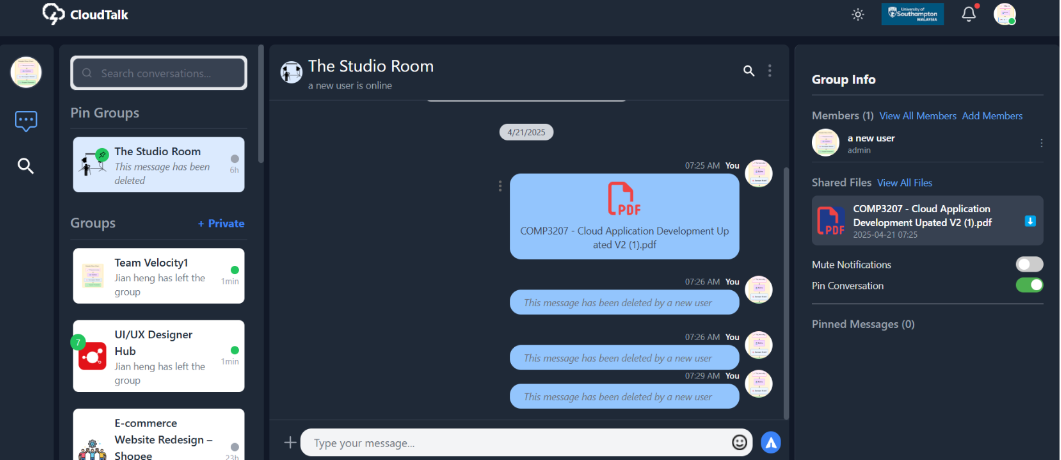 CloudTalk
University of
Southampton
MALAYSIA
Search conversations...
Pin Groups
The Studio Room
This message has been
deleted
6h
Groups
+ Private
Team Velocity1
Jian heng has left the
group
1min
7
UI/UX Designer
Hub
Jian heng has left the
group
1min
E-commerce
Website Redesign –
Shopee
23h
The Studio Room
a new user is online
4/21/2025
07:25 AM You
PDF
COMP3207 - Cloud Application Development Up
ated V2 (1).pdf
07:26 AM You
This message has been deleted by a new user
07:26 AM You
This message has been deleted by a new user
07:29 AM You
This message has been deleted by a new user
Type your message...
Group Info
Members (1) View All Members Add Members
a new user
admin
Shared Files View All Files
PDF
COMP3207 - Cloud Application
Development Upated V2 (1).pdf
2025-04-21 07:25
Mute Notifications
Pin Conversation
Pinned Messages (0)